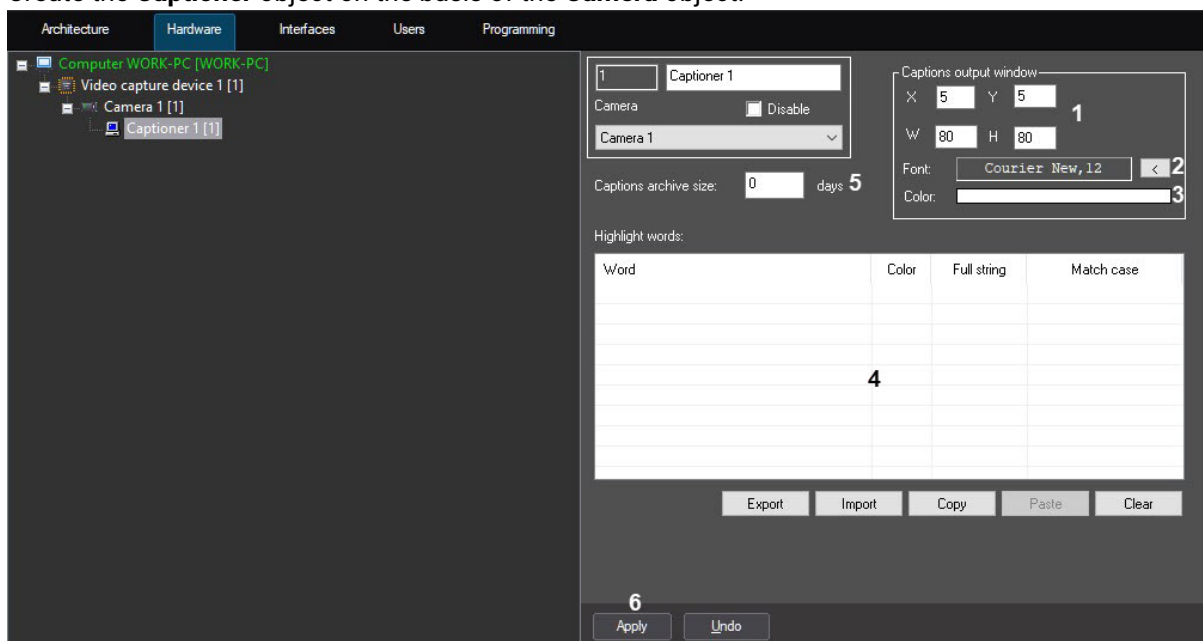 Create the Captioner object on the basis of the Camera object.
Architecture Hardware Interfaces Users Programming
Computer WORK-PC [WORK-PC]
Video capture device 1 [1]
Camera 1 [1]
Captioner 1 [1]
1 Captioner 1
Camera Disable
Camera 1
Captions archive size: 0 days 5
Captions output window
X 5 Y 5 1
W 80 H 80
Font: Courier New,12 < 2
Color: 3
Highlight words:
Word Color Full string Match case
4
Export Import Copy Paste Clear
6
Apply Undo